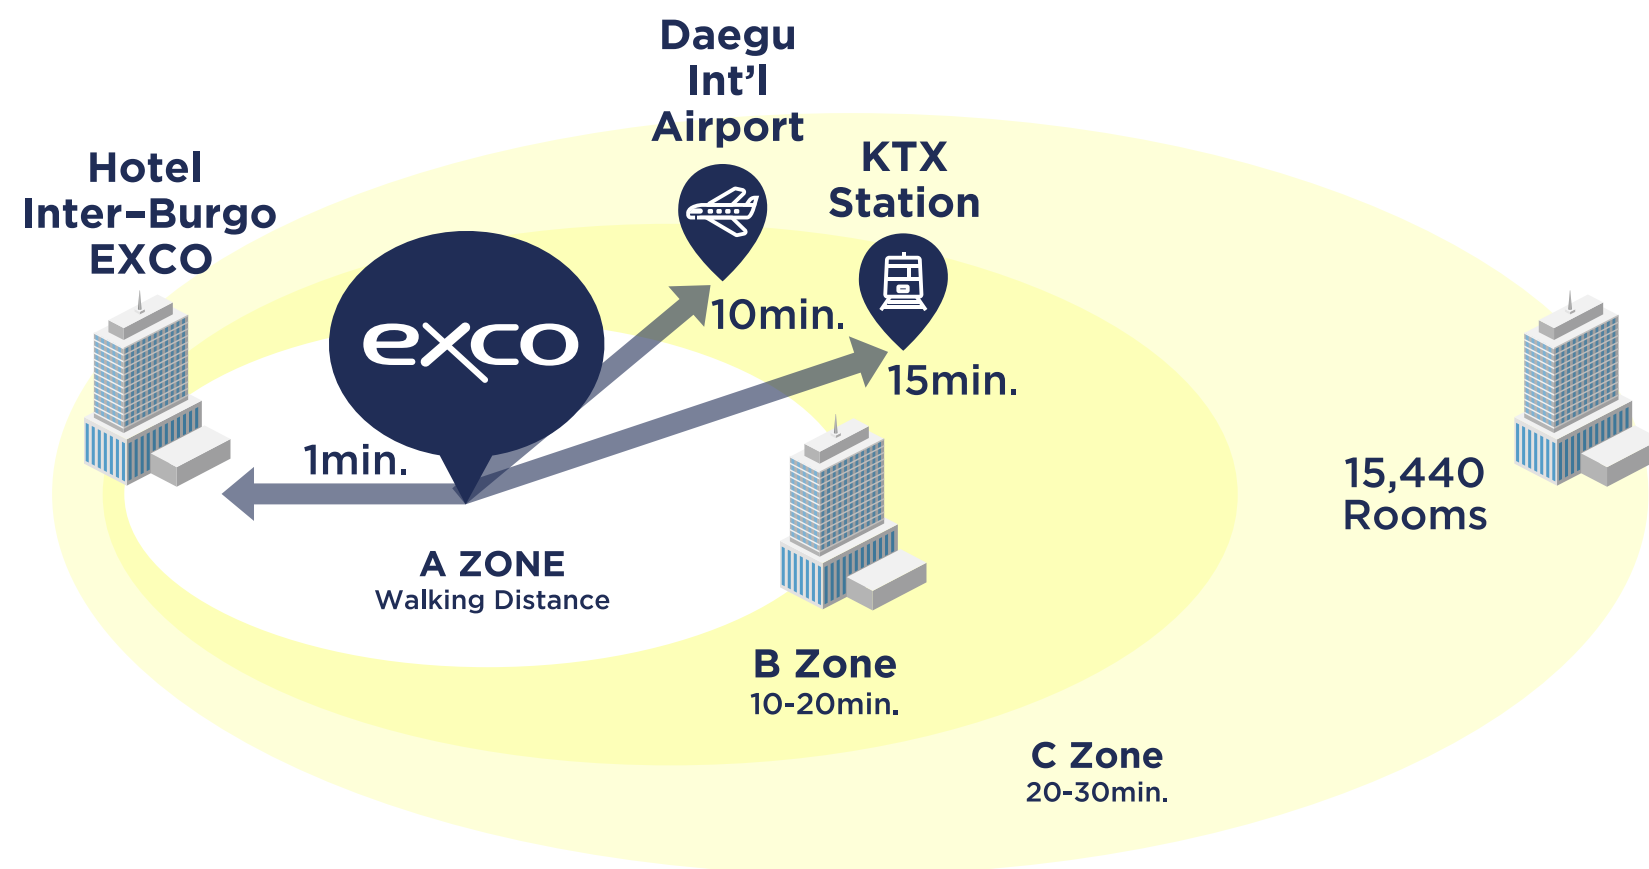 Daegu
Int’l
Airport
KTX
Station
Hotel
Inter–Burgo
EXCO
exco
10min.
15min.
1min.
15,440
Rooms
A ZONE
Walking Distance
B Zone
10-20min.
C Zone
20-30min.